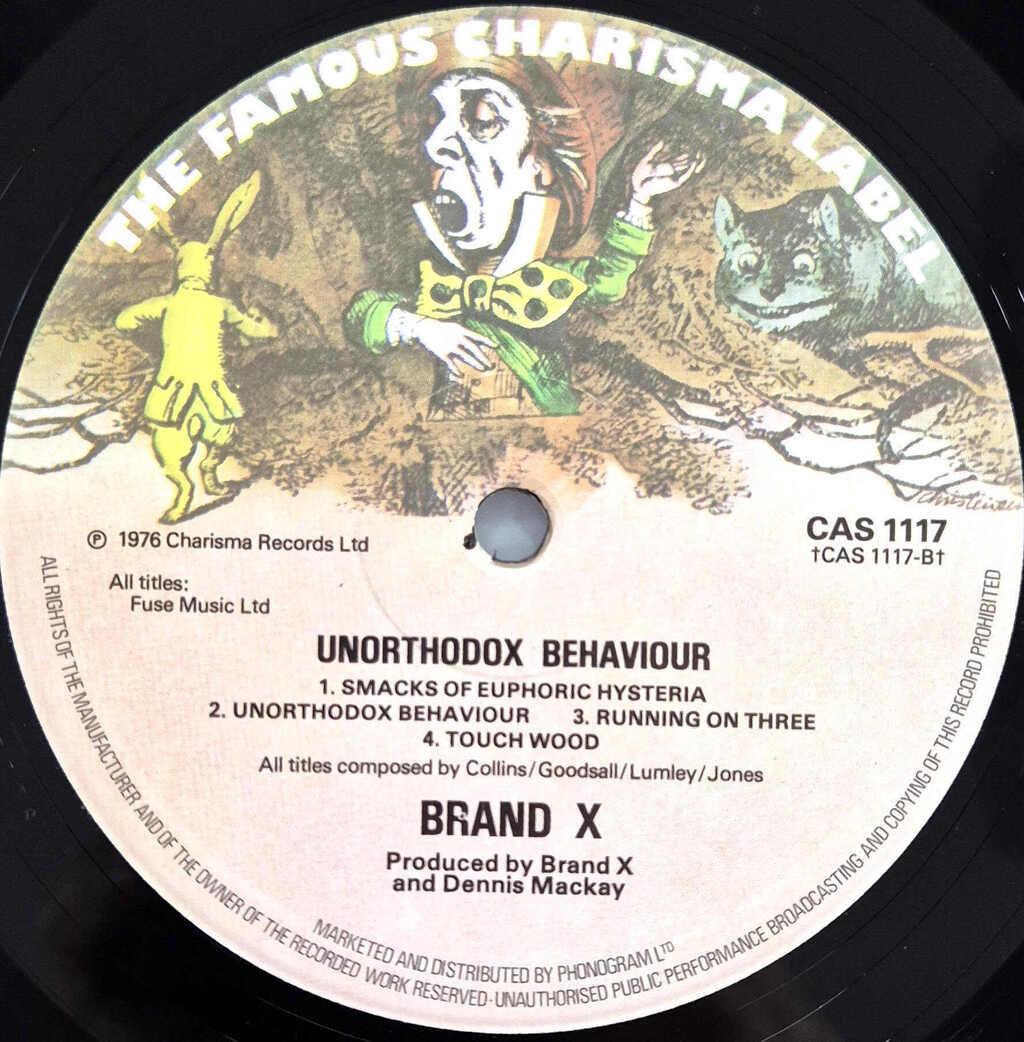 THE FAMOUS CHARISMA LABEL
Christensen
℗ 1976 Charisma Records Ltd
CAS 1117
†CAS 1117-B†
All titles:
Fuse Music Ltd
UNORTHODOX BEHAVIOUR
1. SMACKS OF EUPHORIC HYSTERIA
2. UNORTHODOX BEHAVIOUR 3. RUNNING ON THREE
4. TOUCH WOOD
All titles composed by Collins/Goodsall/Lumley/Jones
BRAND X
Produced by Brand X
and Dennis Mackay
MARKETED AND DISTRIBUTED BY PHONOGRAM LTD
ALL RIGHTS OF THE MANUFACTURER AND OF THE OWNER OF THE RECORDED WORK RESERVED·UNAUTHORISED PUBLIC PERFORMANCE BROADCASTING AND COPYING OF THIS RECORD PROHIBITED